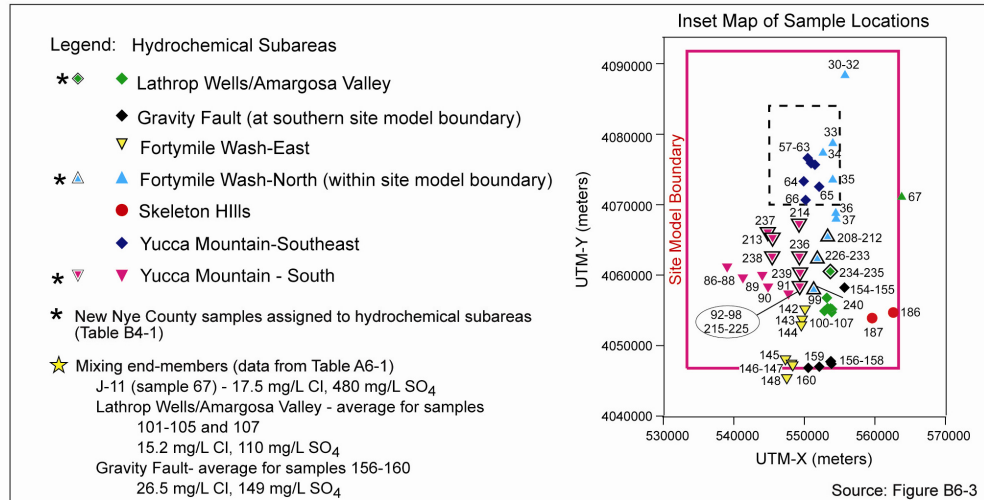 Legend: Hydrochemical Subareas
* Lathrop Wells/Amargosa Valley
Gravity Fault (at southern site model boundary)
Fortymile Wash-East
* Fortymile Wash-North (within site model boundary)
Skeleton HIlls
Yucca Mountain-Southeast
* Yucca Mountain - South
* New Nye County samples assigned to hydrochemical subareas
(Table B4-1)
Mixing end-members (data from Table A6-1)
J-11 (sample 67) - 17.5 mg/L Cl, 480 mg/L SO4
Lathrop Wells/Amargosa Valley - average for samples
101-105 and 107
15.2 mg/L Cl, 110 mg/L SO4
Gravity Fault- average for samples 156-160
26.5 mg/L Cl, 149 mg/L SO4
Inset Map of Sample Locations
UTM-Y (meters)
4090000
4080000
4070000
4060000
4050000
4040000
Site Model Boundary
30-32
33
57-63
34
64
35
65
66
67
36
214
37
237
213
208-212
236
238
226-233
239
234-235
86-88
89
91
154-155
90
99
240
92-98
215-225
142
143
100-107
144
186
187
145
159
156-158
146-147
148
160
530000
540000
550000
560000
570000
UTM-X (meters)
Source: Figure B6-3